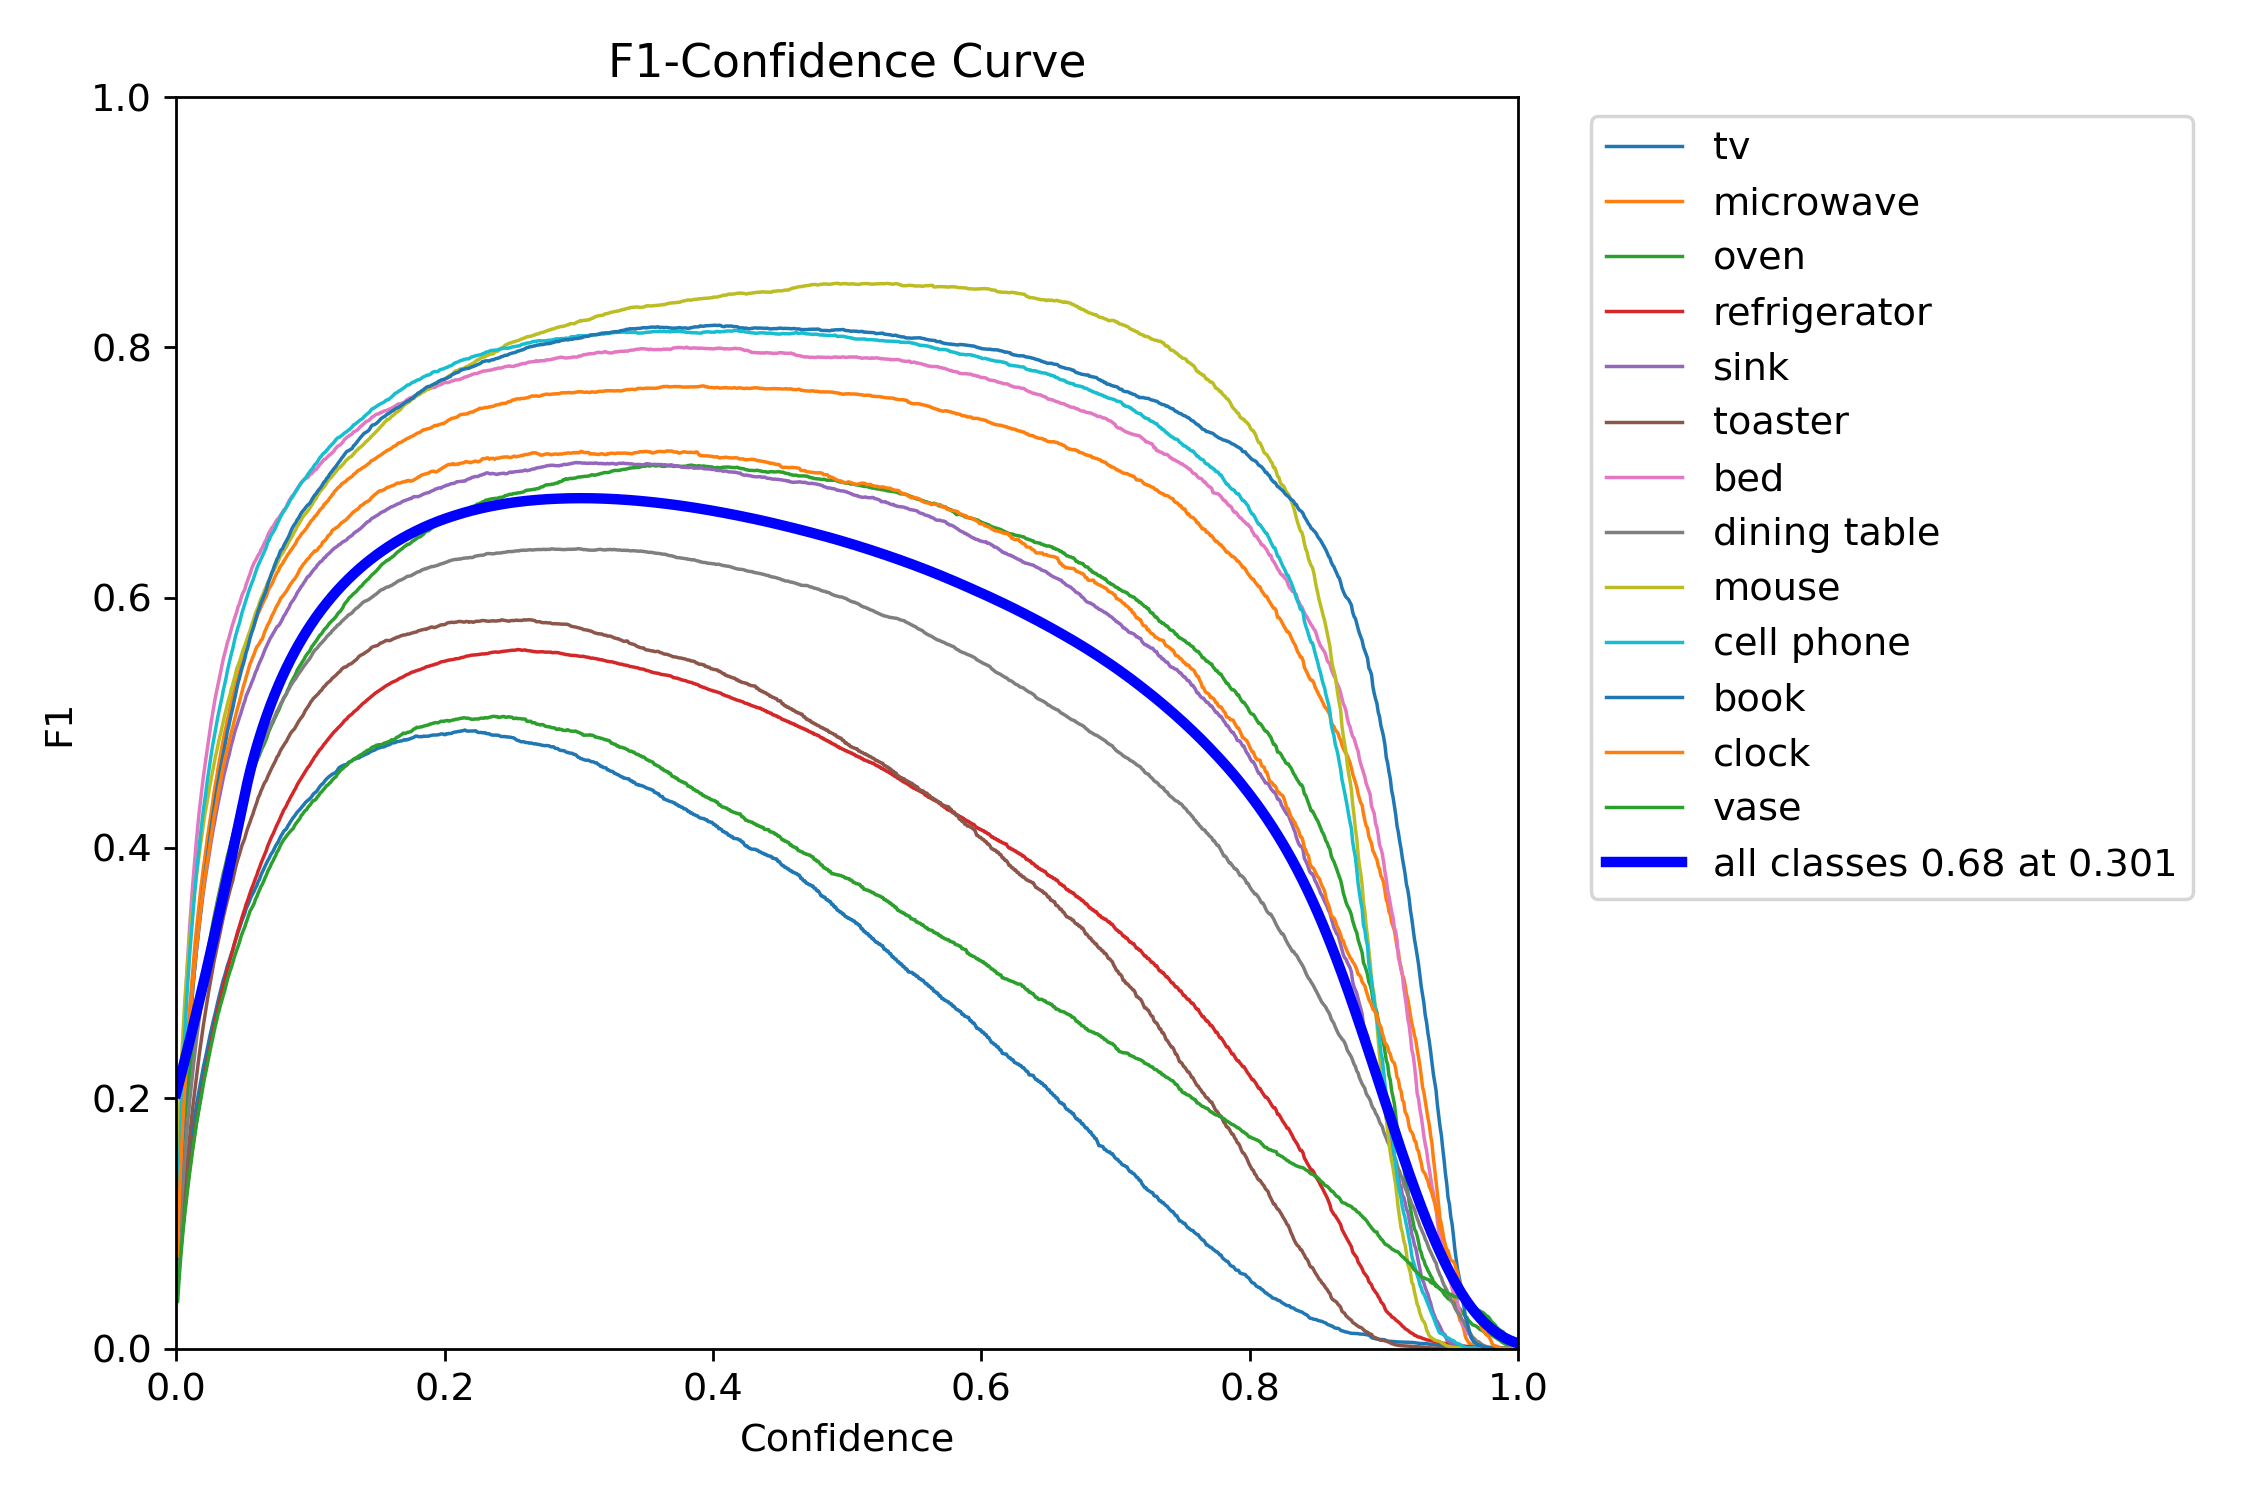 F1-Confidence Curve
1.0
0.8
0.6
0.4
0.2
0.0
F1
0.0 0.2 0.4 0.6 0.8 1.0
Confidence
tv
microwave
oven
refrigerator
sink
toaster
bed
dining table
mouse
cell phone
book
clock
vase
all classes 0.68 at 0.301